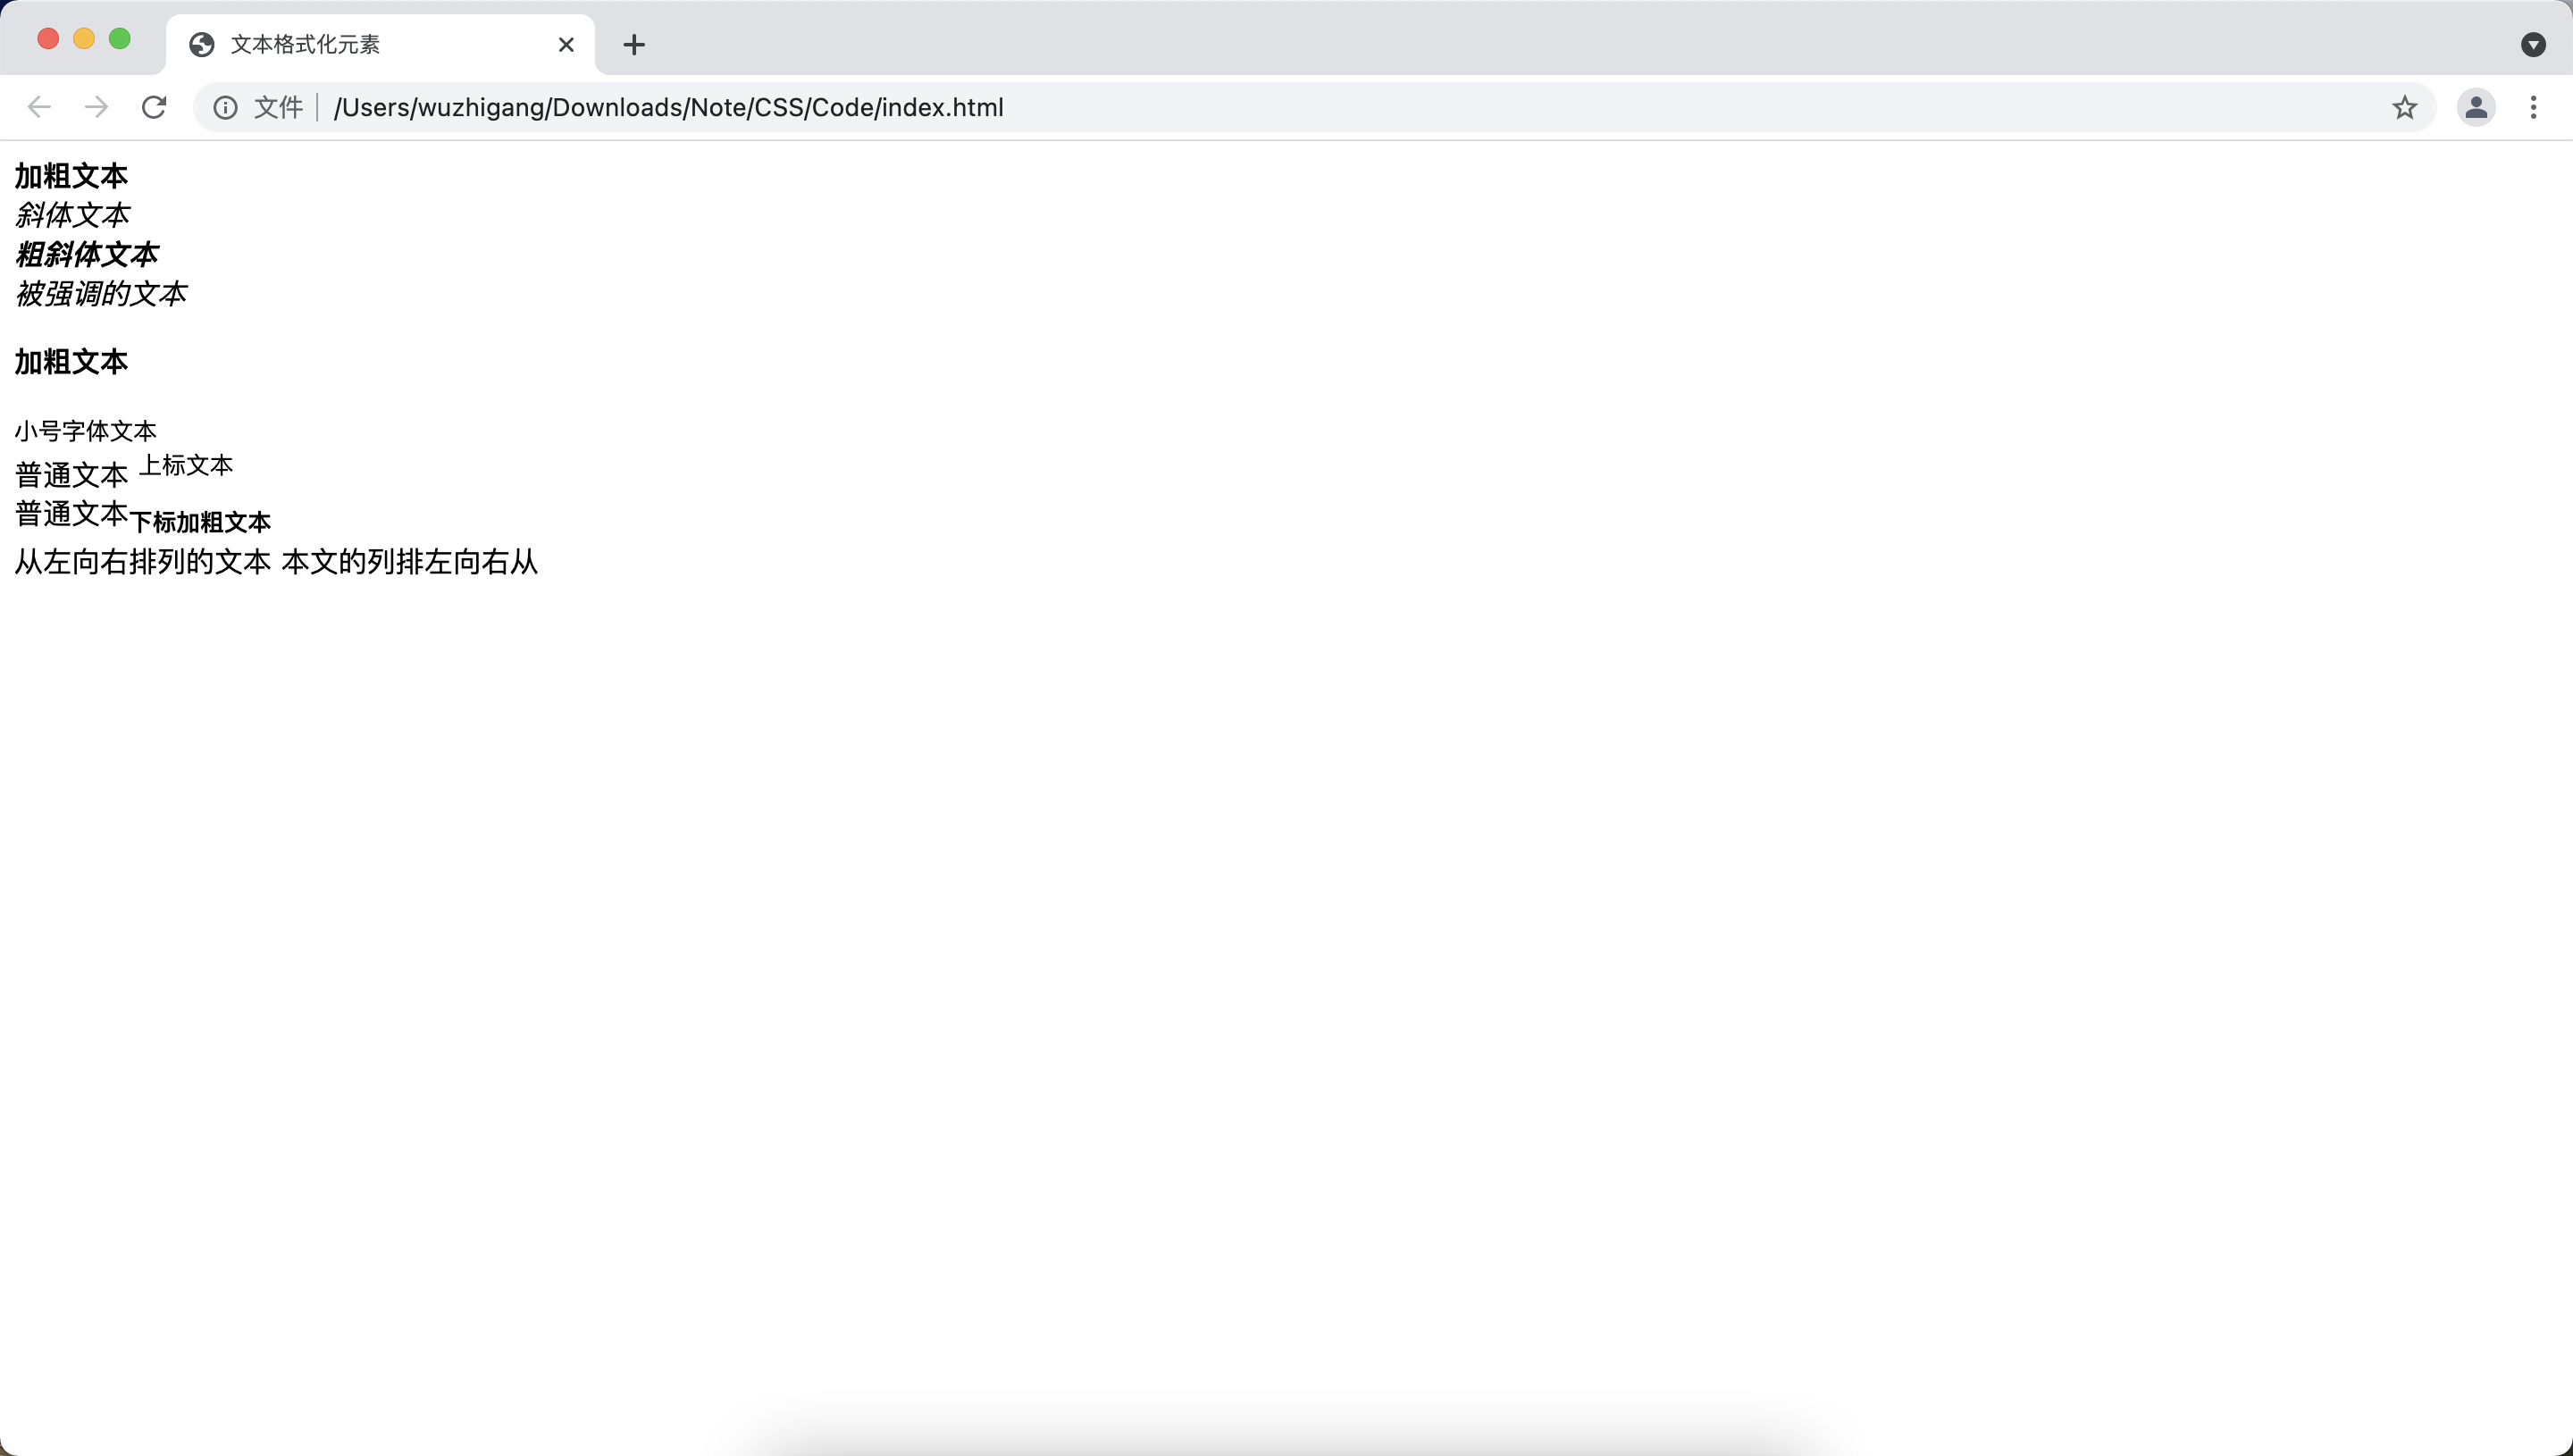 文本格式化元素
文件 /Users/wuzhigang/Downloads/Note/CSS/Code/index.html
加粗文本
斜体文本
粗斜体文本
被强调的文本
加粗文本
小号字体文本
普通文本 上标文本
普通文本下标加粗文本
从左向右排列的文本 本文的列排左向右从